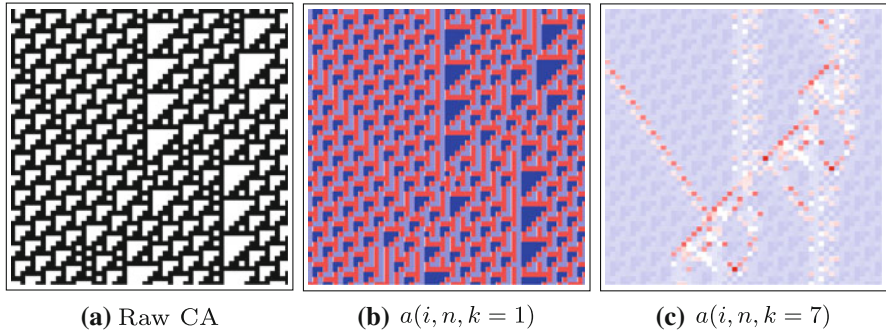 (a) Raw CA
(b) a(i, n, k = 1)
(c) a(i, n, k = 7)